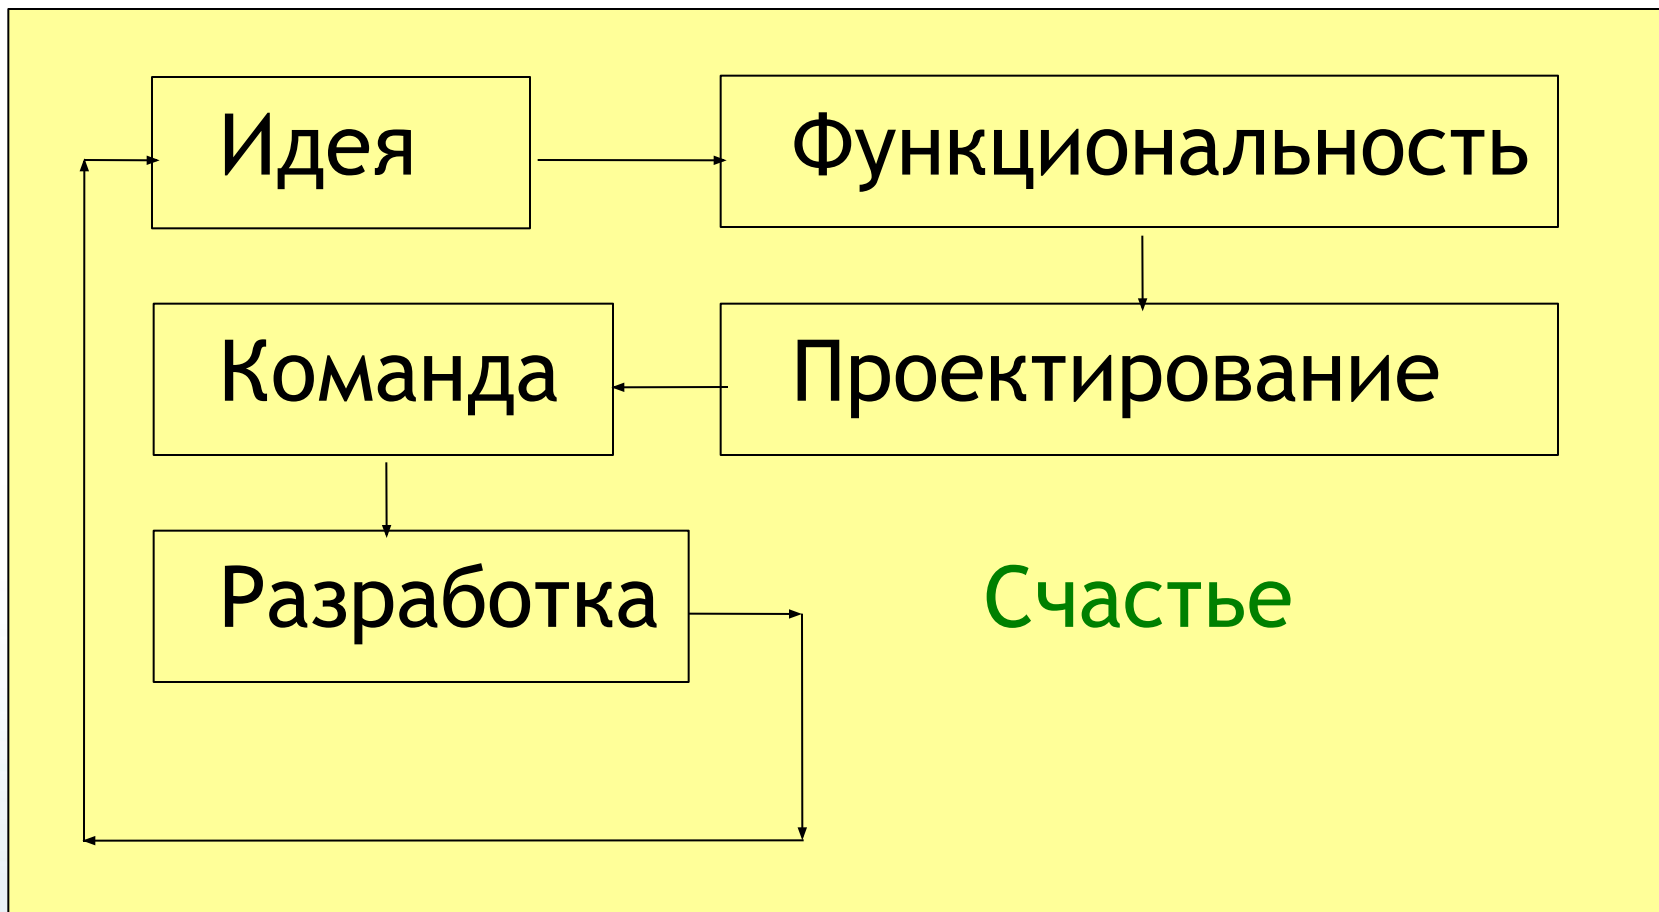 Идея
Функциональность
Команда
Проектирование
Разработка
Счастье